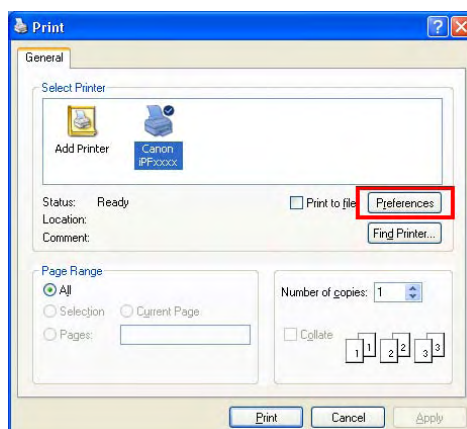 Print
General
Select Printer
Add Printer
Canon
iPFxxxx
Status: Ready
Print to file
Preferences
Location:
Comment:
Find Printer...
Page Range
All
Selection
Current Page
Pages:
Number of copies: 1
Collate
1 1 2 2 3 3
Print
Cancel
Apply